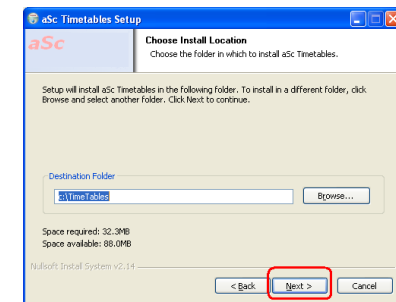 aSc Timetables Setup
aSc
Choose Install Location
Choose the folder in which to install aSc Timetables.
Setup will install aSc Timetables in the following folder. To install in a different folder, click
Browse and select another folder. Click Next to continue.
Destination Folder
c:\TimeTables
Browse...
Space required: 32.3MB
Space available: 88.0MB
Nullsoft Install System v2.14
< Back
Next >
Cancel